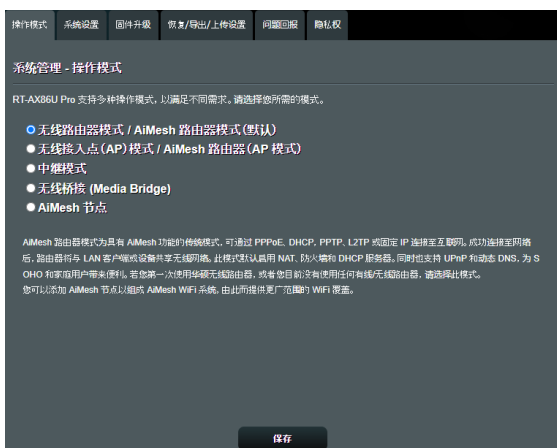 操作模式 系统设置 固件升级 恢复/导出/上传设置 问题回报 隐私权
系统管理 - 操作模式
RT-AX86U Pro 支持多种操作模式，以满足不同需求。请选择您所需的模式。
无线路由器模式 / AiMesh 路由器模式(默认)
无线接入点(AP)模式 / AiMesh 路由器(AP 模式)
中继模式
无线桥接 (Media Bridge)
AiMesh 节点
AiMesh 路由器模式为具有 AiMesh 功能的传统模式，可通过 PPPoE、DHCP、PPTP、L2TP 或固定 IP 连接至互联网。成功连接至网络
后，路由器将与 LAN 客户端或设备共享无线网络。此模式默认启用 NAT、防火墙和 DHCP 服务器。同时也支持 UPnP 和动态 DNS，为 S
OHO 和家庭用户带来便利。若您第一次使用华硕无线路由器，或者您目前没有使用任何有线/无线路由器，请选择此模式。
您可以添加 AiMesh 节点以组成 AiMesh WiFi 系统，由此而提供更广范围的 WiFi 覆盖。
保存